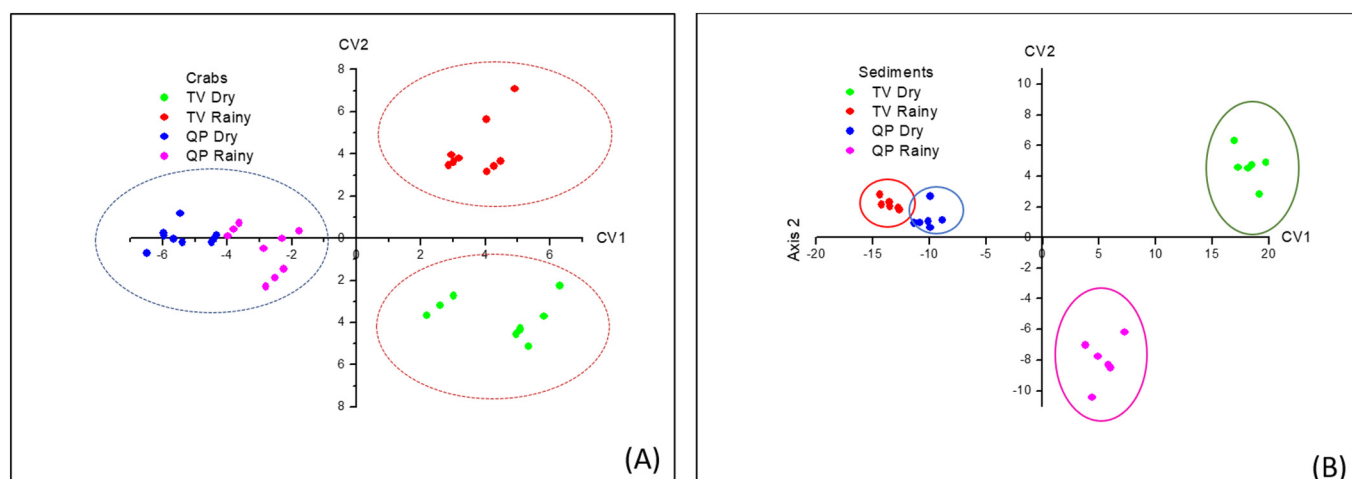 CV2
8
Crabs
TV Dry
TV Rainy
QP Dry
QP Rainy
6
4
2
-6 -4 -2 2 4 6
CV1
2
4
6
8
(A)
CV2
10
Sediments
TV Dry
TV Rainy
QP Dry
QP Rainy
8
6
4
2
Axis 2
CV1
-20 -15 -10 -5 0 5 10 15 20
-2
-4
-6
-8
-10
(B)